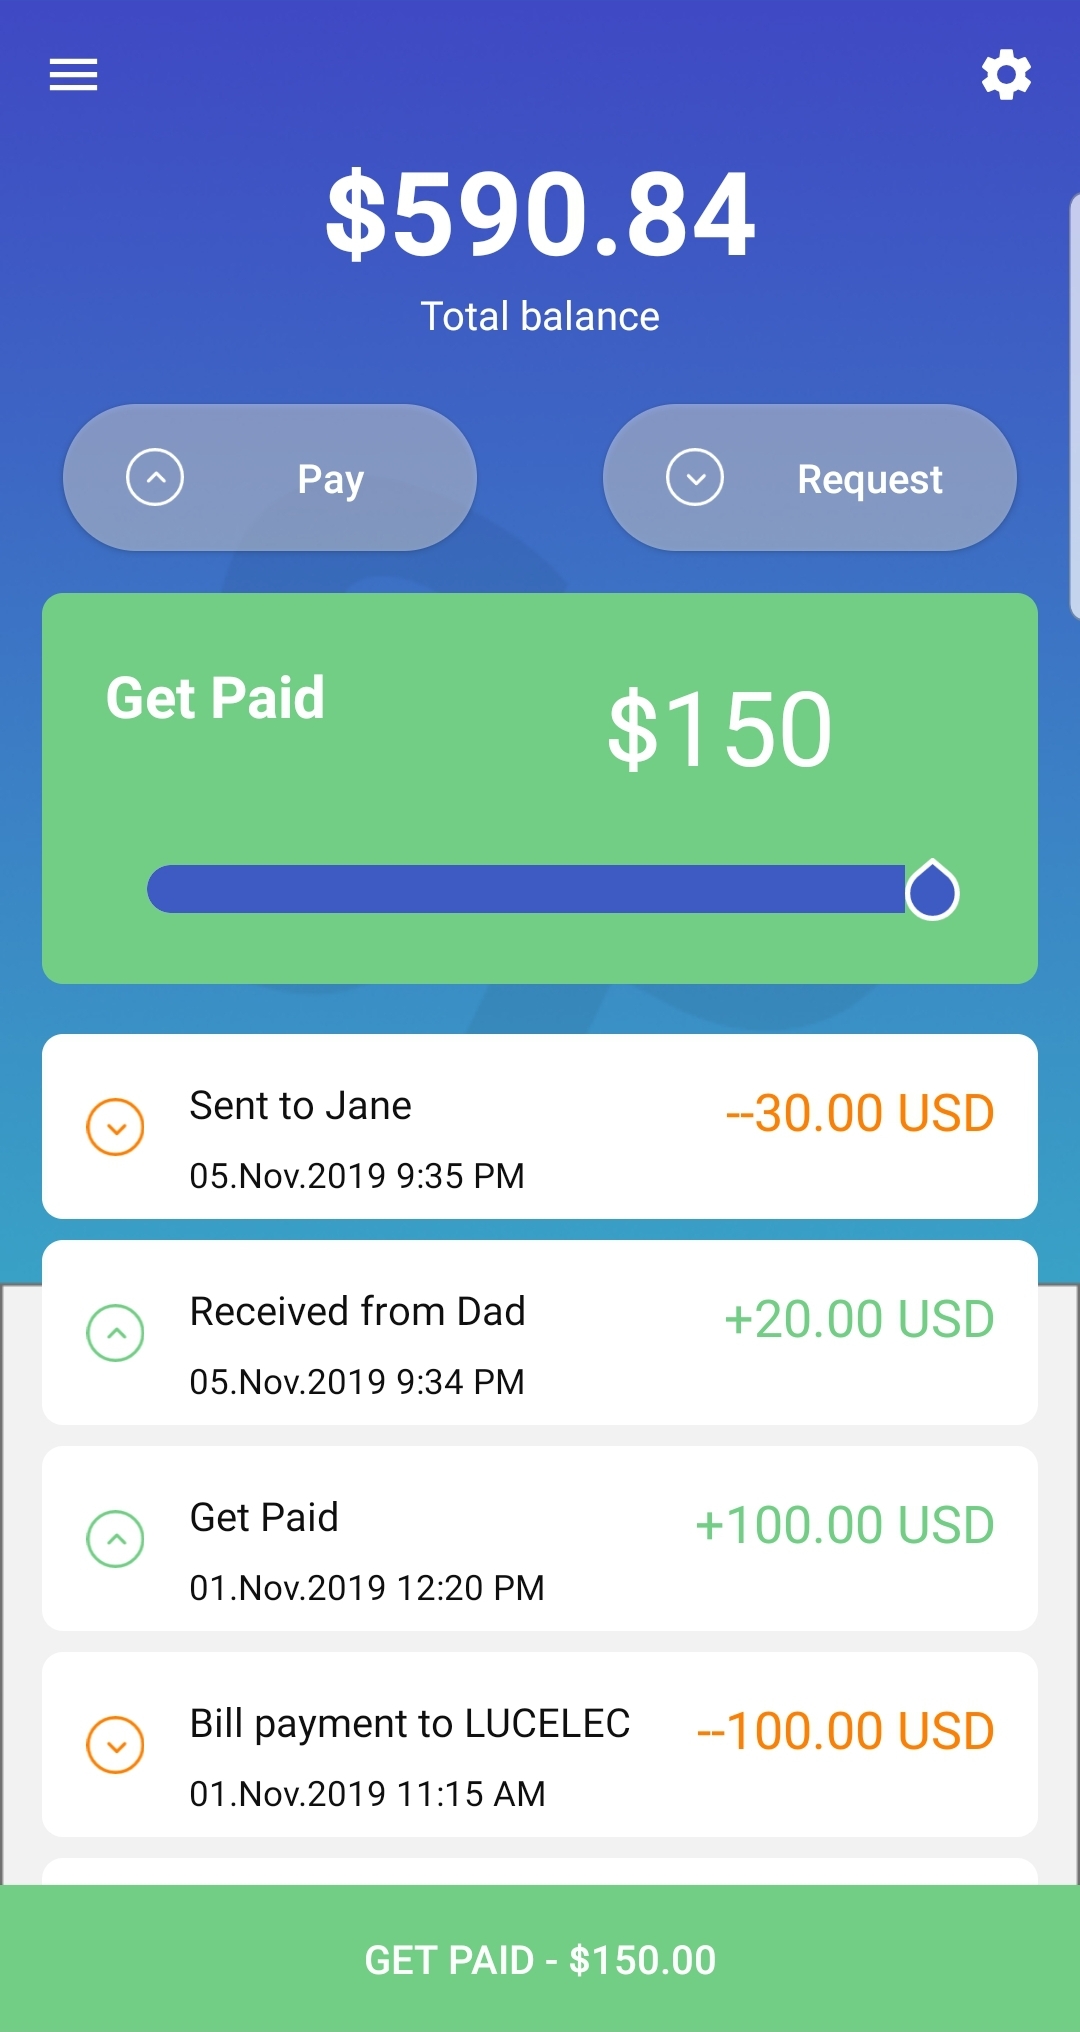 $590.84
Total balance
Pay
Request
Get Paid
$150
Sent to Jane
--30.00 USD
05.Nov.2019 9:35 PM
Received from Dad
+20.00 USD
05.Nov.2019 9:34 PM
Get Paid
+100.00 USD
01.Nov.2019 12:20 PM
Bill payment to LUCELEC
--100.00 USD
01.Nov.2019 11:15 AM
GET PAID - $150.00